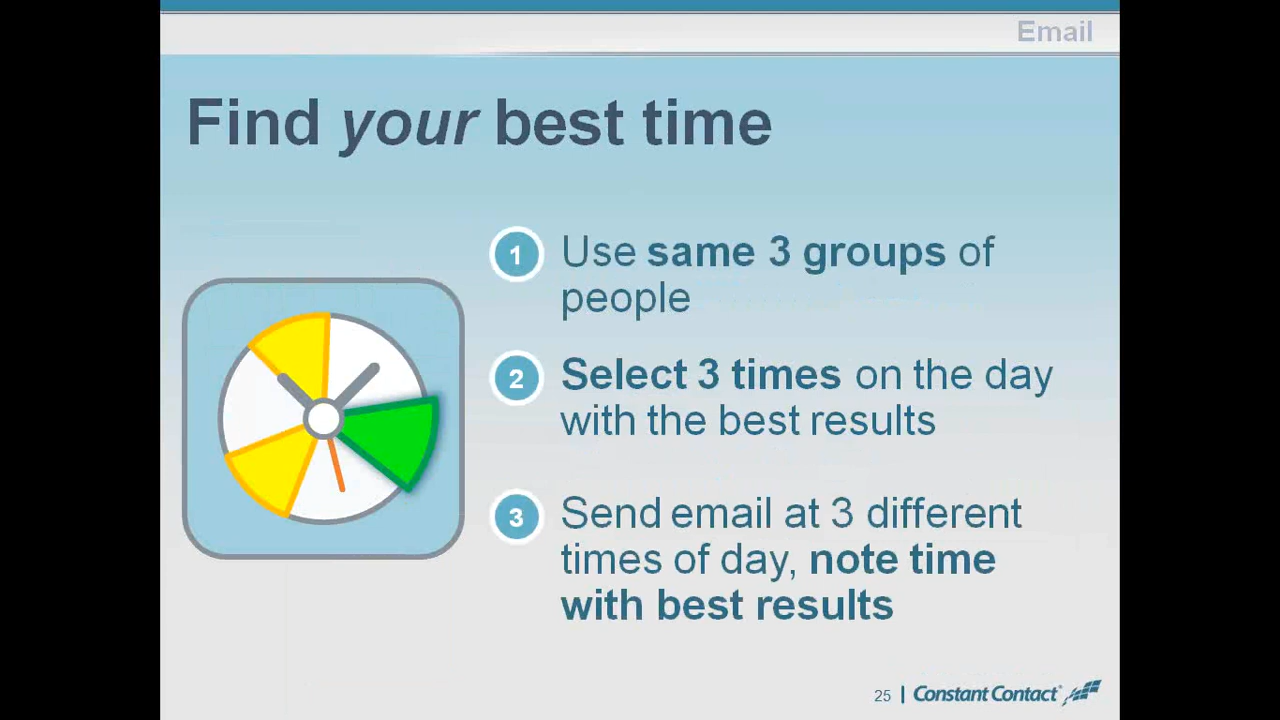 Email
Find your best time
1 Use same 3 groups of
people
2 Select 3 times on the day
with the best results
3 Send email at 3 different
times of day, note time
with best results
25 | Constant Contact®